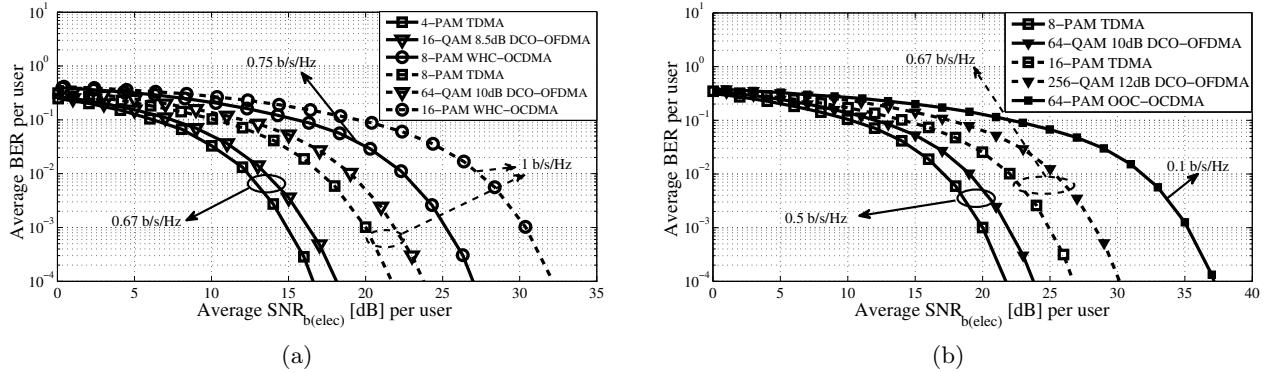 Average BER per user
10^1
10^0
10^-1
10^-2
10^-3
10^-4
4−PAM TDMA
16−QAM 8.5dB DCO−OFDMA
8−PAM WHC−OCDMA
8−PAM TDMA
64−QAM 10dB DCO−OFDMA
16−PAM WHC−OCDMA
0.75 b/s/Hz
1 b/s/Hz
0.67 b/s/Hz
0 5 10 15 20 25 30 35
Average SNR_b(elec) [dB] per user
(a)
Average BER per user
10^1
10^0
10^-1
10^-2
10^-3
10^-4
8−PAM TDMA
64−QAM 10dB DCO−OFDMA
16−PAM TDMA
256−QAM 12dB DCO−OFDMA
64−PAM OOC−OCDMA
0.67 b/s/Hz
0.1 b/s/Hz
0.5 b/s/Hz
0 5 10 15 20 25 30 35 40
Average SNR_b(elec) [dB] per user
(b)